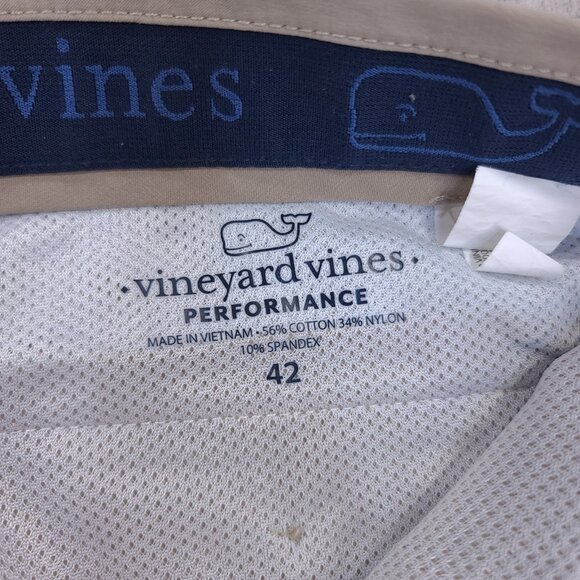 vines
vineyard vines
PERFORMANCE
MADE IN VIETNAM • 56% COTTON 34% NYLON
10% SPANDEX
42